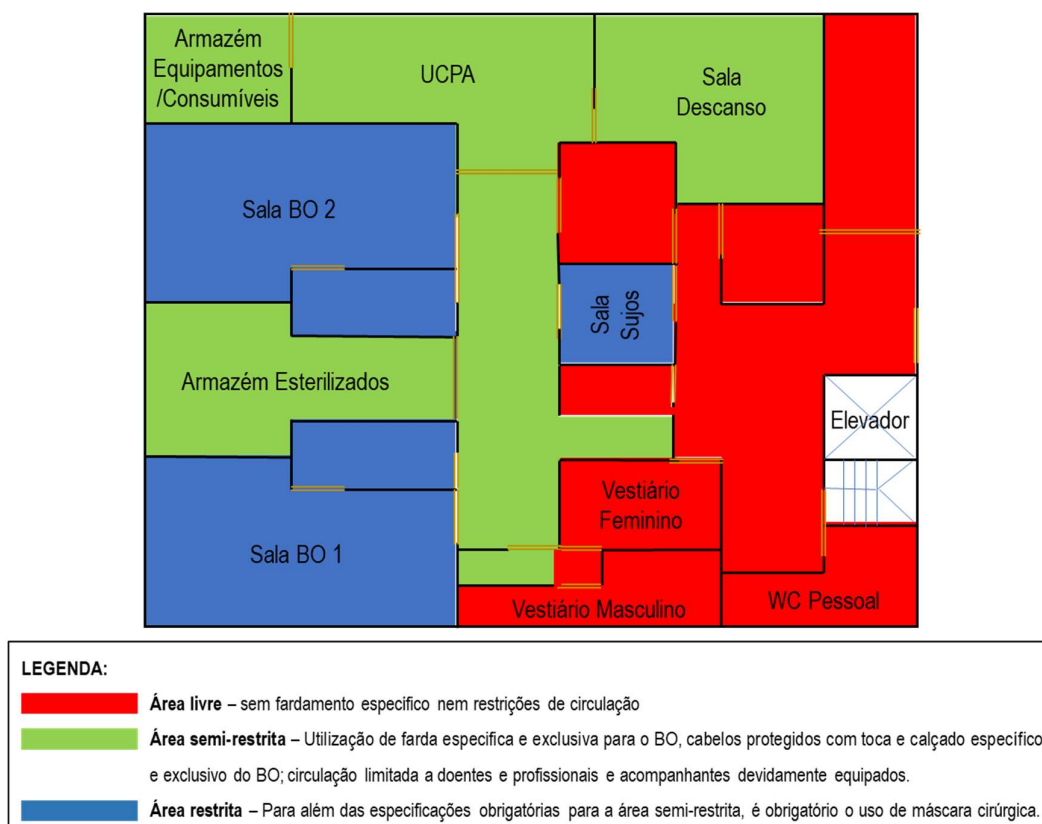 Armazém
Equipamentos
/Consumíveis
UCPA
Sala
Descanso
Sala BO 2
Sala
Sujos
Armazém Esterilizados
Elevador
Vestiário
Feminino
Sala BO 1
Vestiário Masculino
WC Pessoal
LEGENDA:
Área livre – sem fardamento específico nem restrições de circulação
Área semi-restrita – Utilização de farda especifica e exclusiva para o BO, cabelos protegidos com toca e calçado específico
e exclusivo do BO; circulação limitada a doentes e profissionais e acompanhantes devidamente equipados.
Área restrita – Para além das especificações obrigatórias para a área semi-restrita, é obrigatório o uso de máscara cirúrgica.